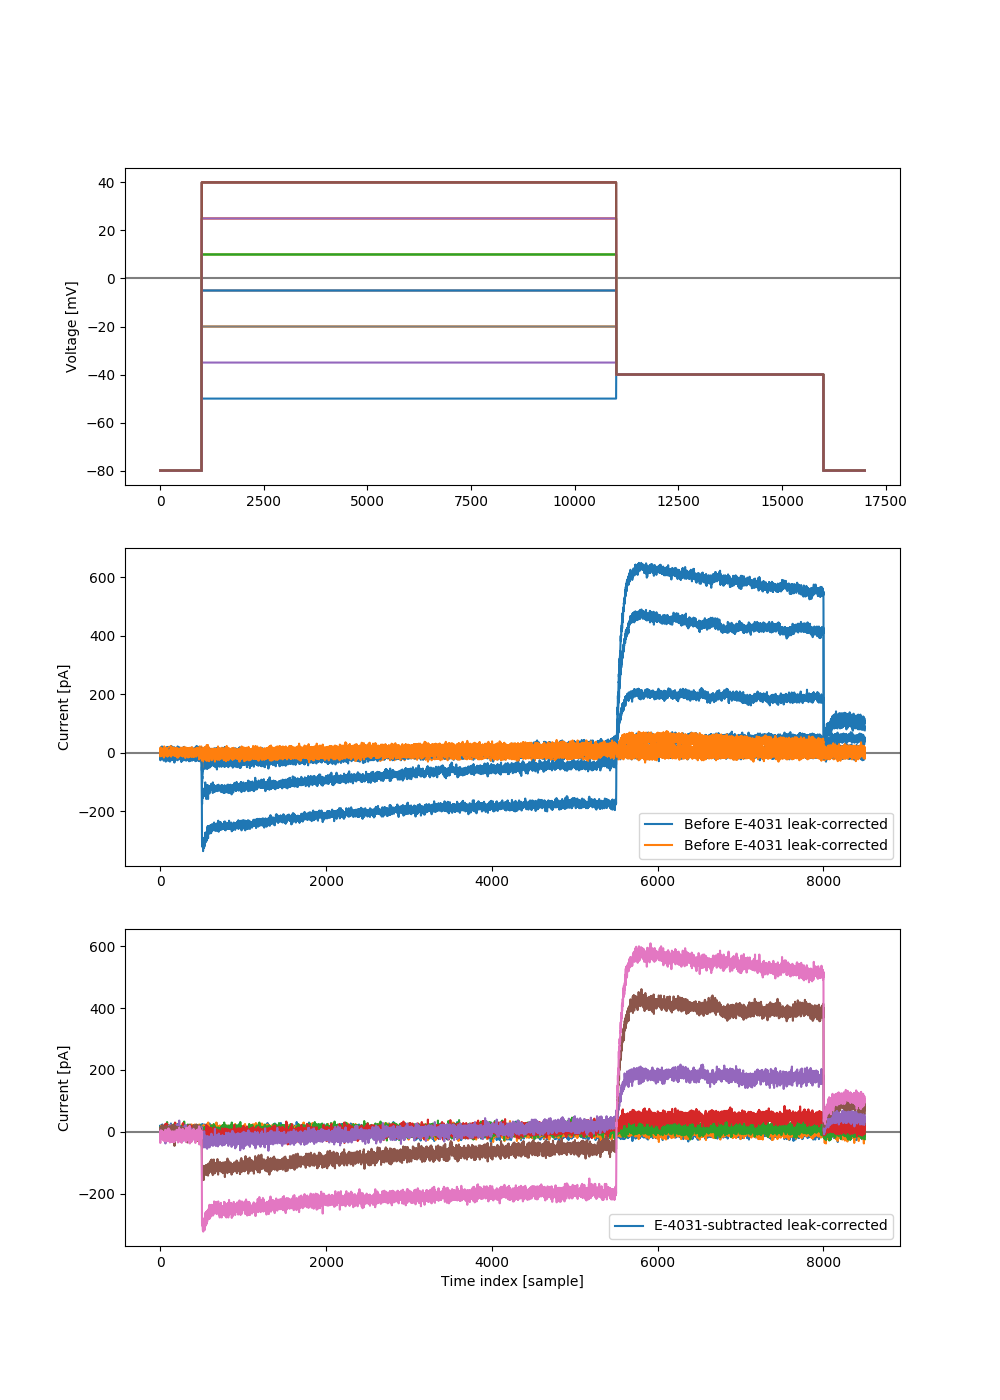 40
20
0
−20
−40
−60
−80
Voltage [mV]
0 2500 5000 7500 10000 12500 15000 17500
600
400
200
0
−200
Current [pA]
Before E-4031 leak-corrected
Before E-4031 leak-corrected
0 2000 4000 6000 8000
600
400
200
0
−200
Current [pA]
E-4031-subtracted leak-corrected
0 2000 4000 6000 8000
Time index [sample]